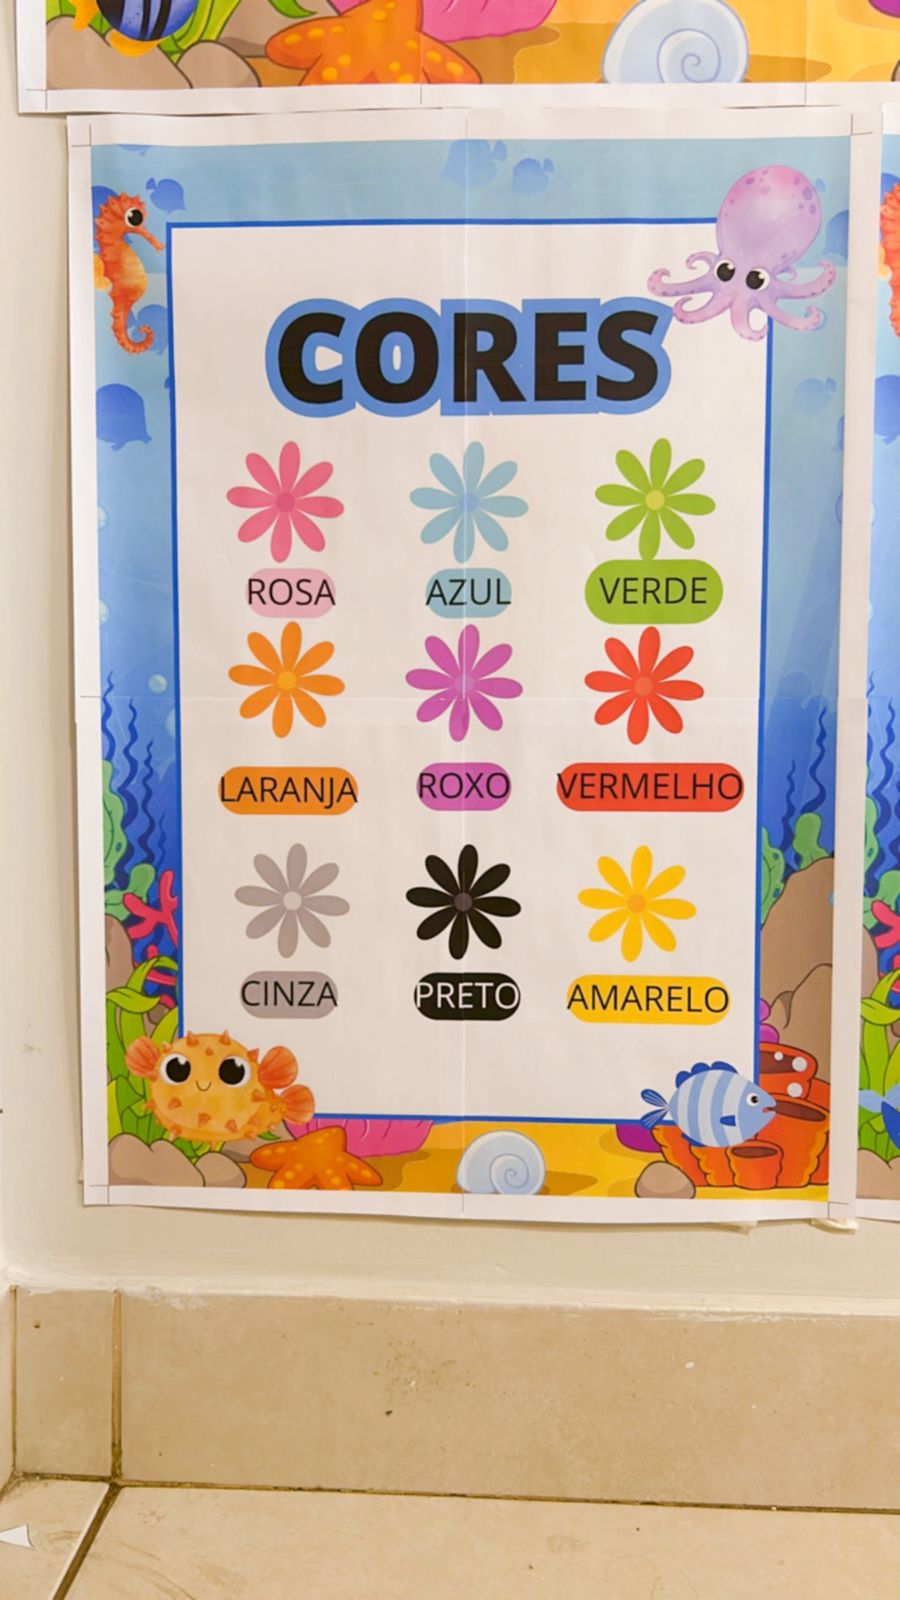 CORES
ROSA AZUL VERDE
LARANJA ROXO VERMELHO
CINZA PRETO AMARELO